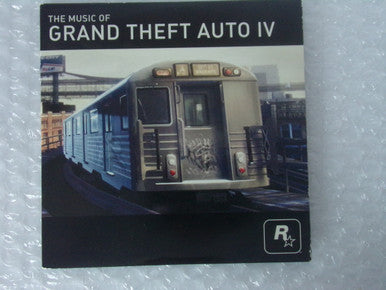 THE MUSIC OF
GRAND THEFT AUTO IV
R